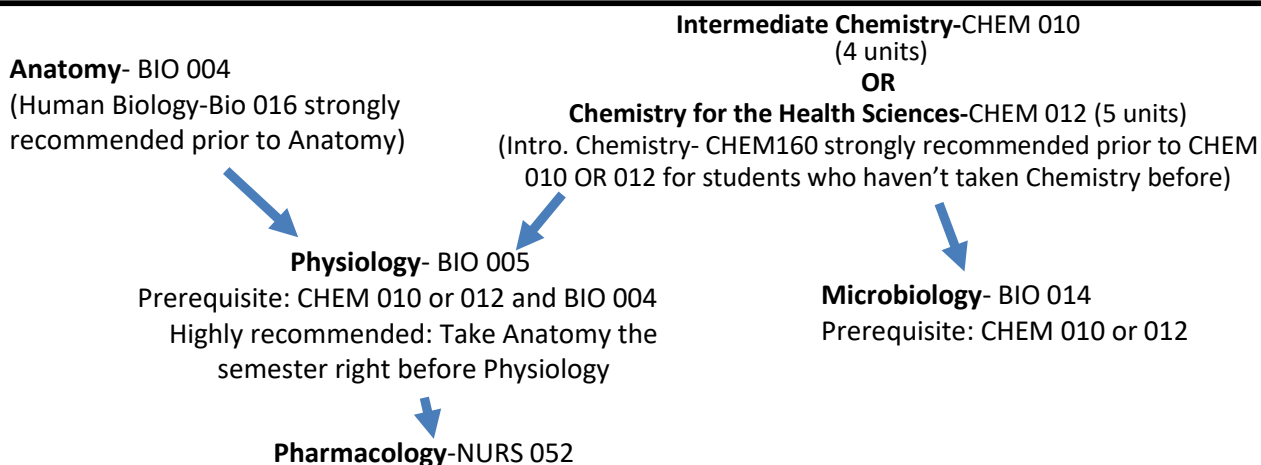 Intermediate Chemistry-CHEM 010
(4 units)
OR
Chemistry for the Health Sciences-CHEM 012 (5 units)
(Intro. Chemistry- CHEM160 strongly recommended prior to CHEM
010 OR 012 for students who haven’t taken Chemistry before)
Anatomy- BIO 004
(Human Biology-Bio 016 strongly
recommended prior to Anatomy)
Physiology- BIO 005
Prerequisite: CHEM 010 or 012 and BIO 004
Highly recommended: Take Anatomy the
semester right before Physiology
Microbiology- BIO 014
Prerequisite: CHEM 010 or 012
Pharmacology-NURS 052